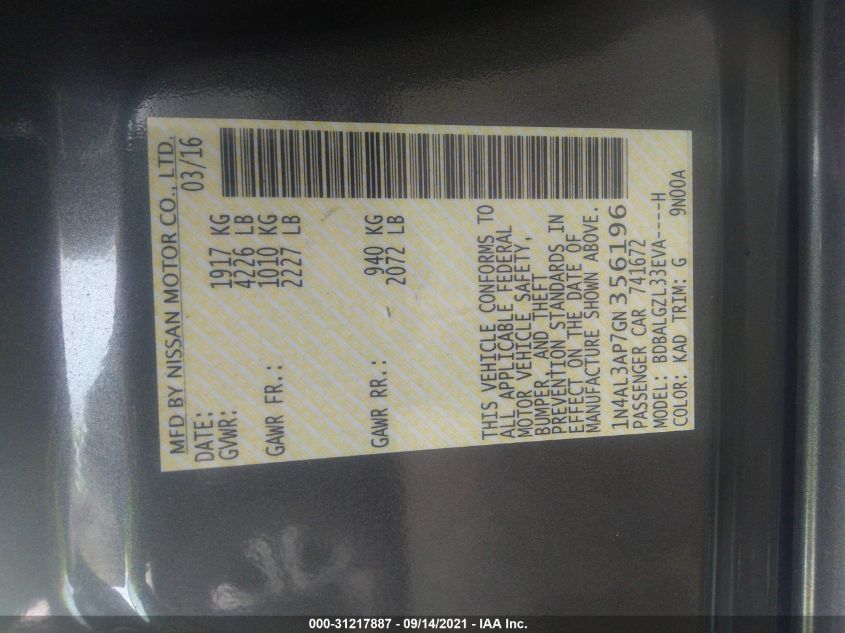 MFD BY NISSAN MOTOR CO., LTD.
DATE: 03/16
GVWR: 1917 KG
4226 LB
GAWR FR.: 1010 KG
2227 LB
GAWR RR.: 940 KG
2072 LB
THIS VEHICLE CONFORMS TO
ALL APPLICABLE FEDERAL
MOTOR VEHICLE SAFETY,
BUMPER, AND THEFT
PREVENTION STANDARDS IN
EFFECT ON THE DATE OF
MANUFACTURE SHOWN ABOVE.
1N4AL3AP7GN356196
PASSENGER CAR 741672
MODEL: BDBALGZL33EVA----H
COLOR: KAD TRIM: G 9N00A
000-31217887 - 09/14/2021 - IAA Inc.